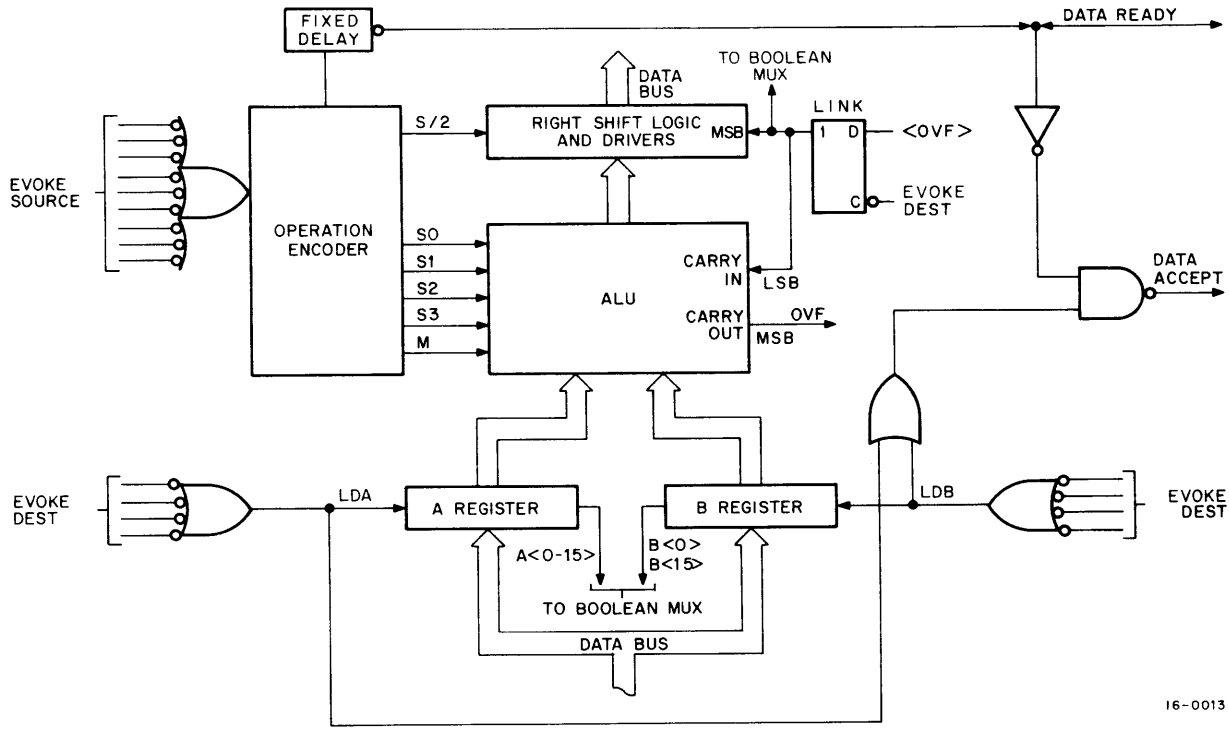 FIXED
DELAY
DATA READY
TO BOOLEAN
MUX
DATA
BUS
LINK
S/2
RIGHT SHIFT LOGIC
AND DRIVERS
MSB
1 D
<OVF>
C
EVOKE
DEST
EVOKE
SOURCE
OPERATION
ENCODER
S0
S1
S2
S3
M
ALU
CARRY
IN
LSB
CARRY
OUT
OVF
MSB
DATA
ACCEPT
EVOKE
DEST
LDA
A REGISTER
B REGISTER
LDB
EVOKE
DEST
A<0-15>
B<0>
B<15>
TO BOOLEAN MUX
DATA BUS
16-0013